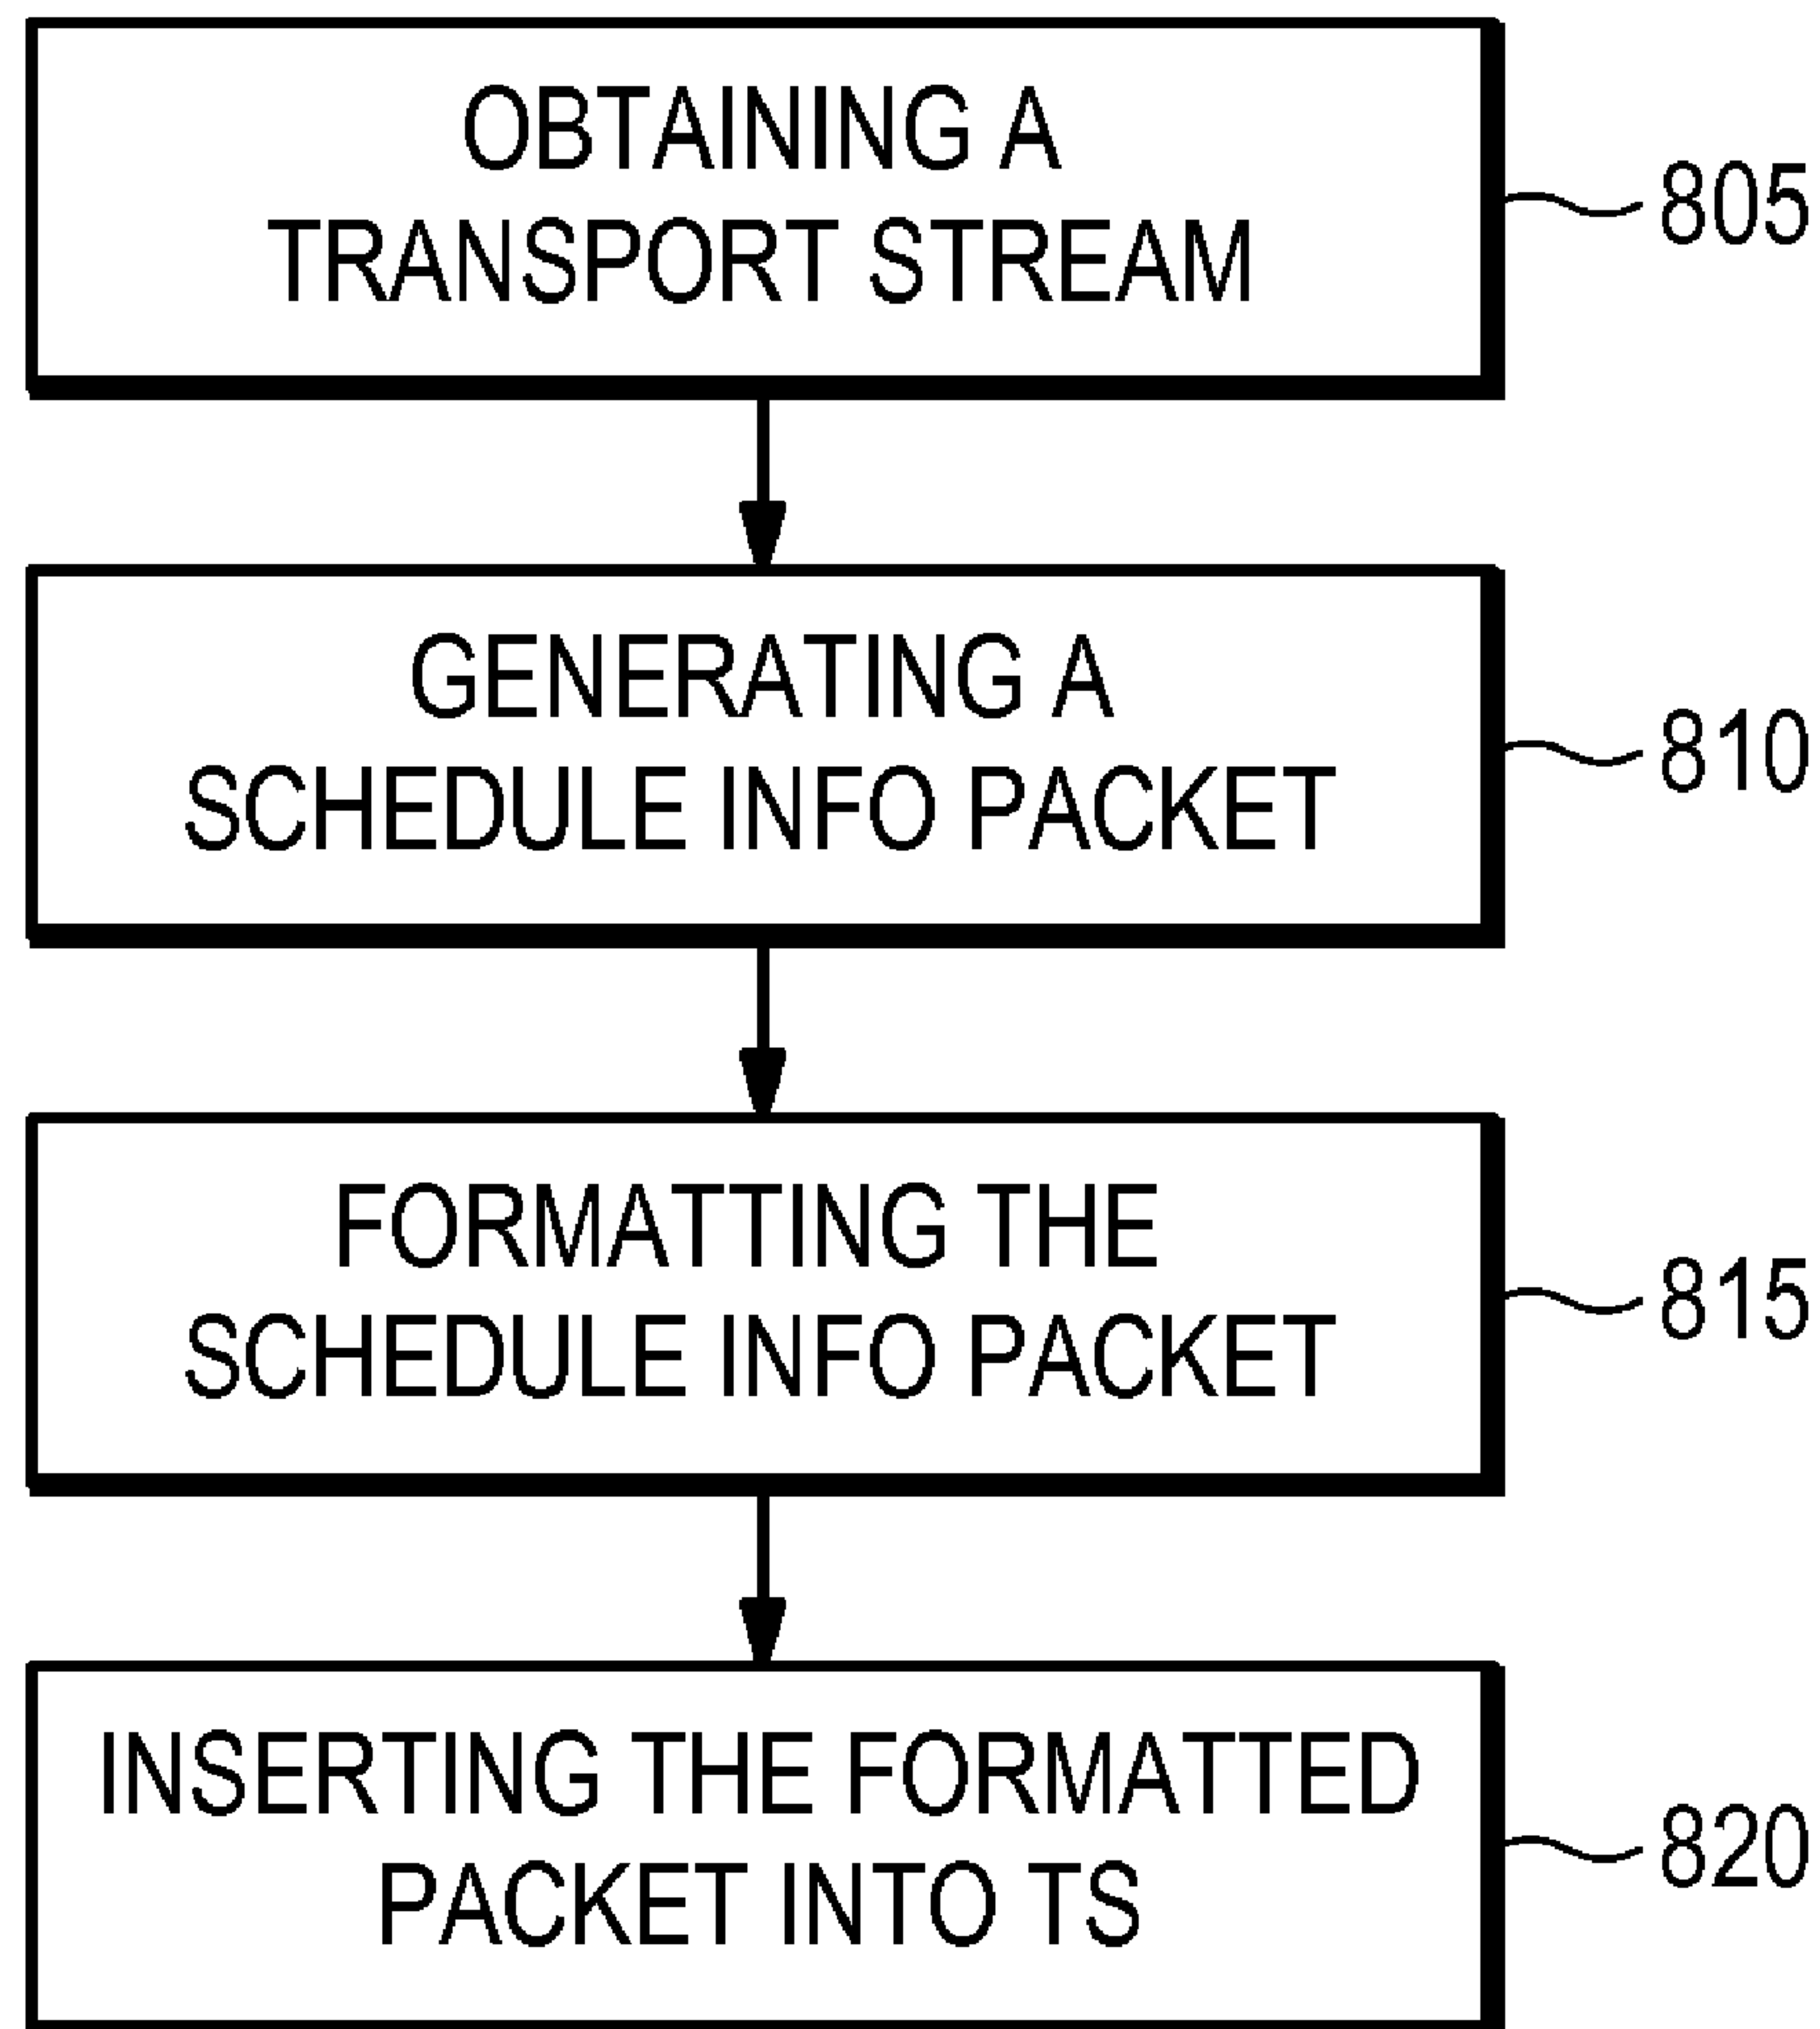 OBTAINING A
TRANSPORT STREAM
805
GENERATING A
SCHEDULE INFO PACKET
810
FORMATTING THE
SCHEDULE INFO PACKET
815
INSERTING THE FORMATTED
PACKET INTO TS
820